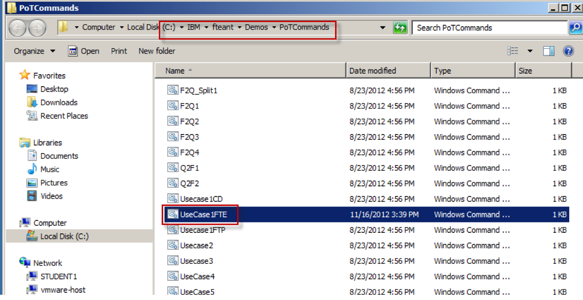 PoTCommands
Computer Local Disk (C:) IBM fteant Demos PoTCommands Search PoTCommands
Organize Open Print New folder
Name Date modified Type Size
Favorites
Desktop
Downloads
Recent Places
Libraries
Documents
Music
Pictures
Videos
Computer
Local Disk (C:)
Network
STUDENT1
vmware-host
F2Q_Split1 8/23/2012 4:56 PM Windows Command ... 1 KB
F2Q1 8/23/2012 4:56 PM Windows Command ... 1 KB
F2Q2 8/23/2012 4:56 PM Windows Command ... 1 KB
F2Q3 8/23/2012 4:56 PM Windows Command ... 1 KB
F2Q4 8/23/2012 4:56 PM Windows Command ... 1 KB
Q2F1 8/23/2012 4:56 PM Windows Command ... 1 KB
Q2F2 8/23/2012 4:56 PM Windows Command ... 1 KB
Usecase1CD 8/23/2012 4:56 PM Windows Command ... 1 KB
UseCase1FTE 11/16/2012 3:39 PM Windows Command ... 1 KB
UseCase1FTP 8/23/2012 4:56 PM Windows Command ... 1 KB
Usecase2 8/23/2012 4:56 PM Windows Command ... 1 KB
UseCase3 8/23/2012 4:56 PM Windows Command ... 1 KB
UseCase4 8/23/2012 4:56 PM Windows Command ... 1 KB
UseCase5 8/23/2012 4:56 PM Windows Command ... 1 KB